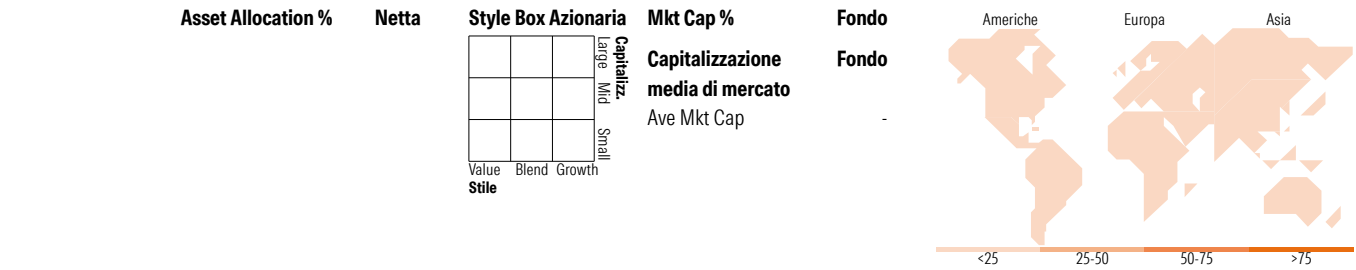 Asset Allocation % Netta
Style Box Azionaria
Large Mid Small
Capitalizz.
Value Blend Growth
Stile
Mkt Cap % Fondo
Capitalizzazione media di mercato Fondo
Ave Mkt Cap -
Americhe Europa Asia
<25 25-50 50-75 >75